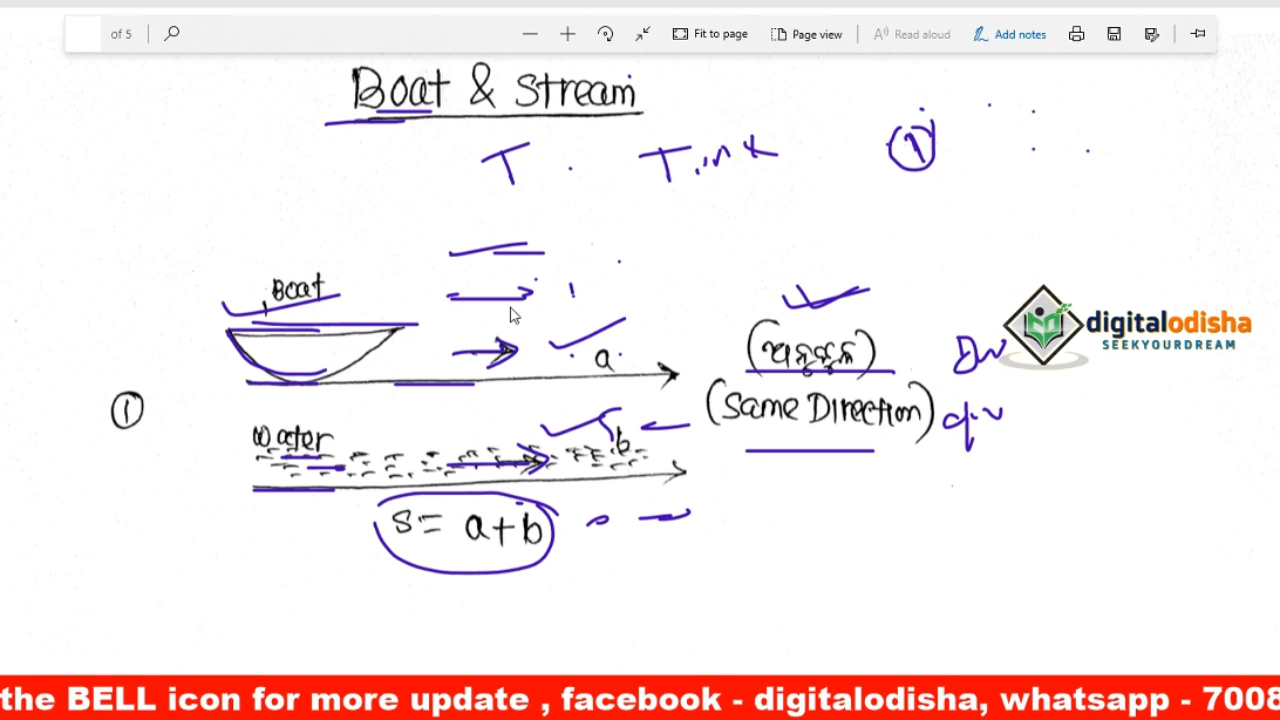 of 5
Fit to page
Page view
Read aloud
Add notes
Boat & Stream
T
T
1
Boat
a
(ଅନୁକୂଳ)
(Same Direction)
digitalodisha
SEEKYOURDREAM
1
water
b
s = a+b
the BELL icon for more update , facebook - digitalodisha, whatsapp - 7008